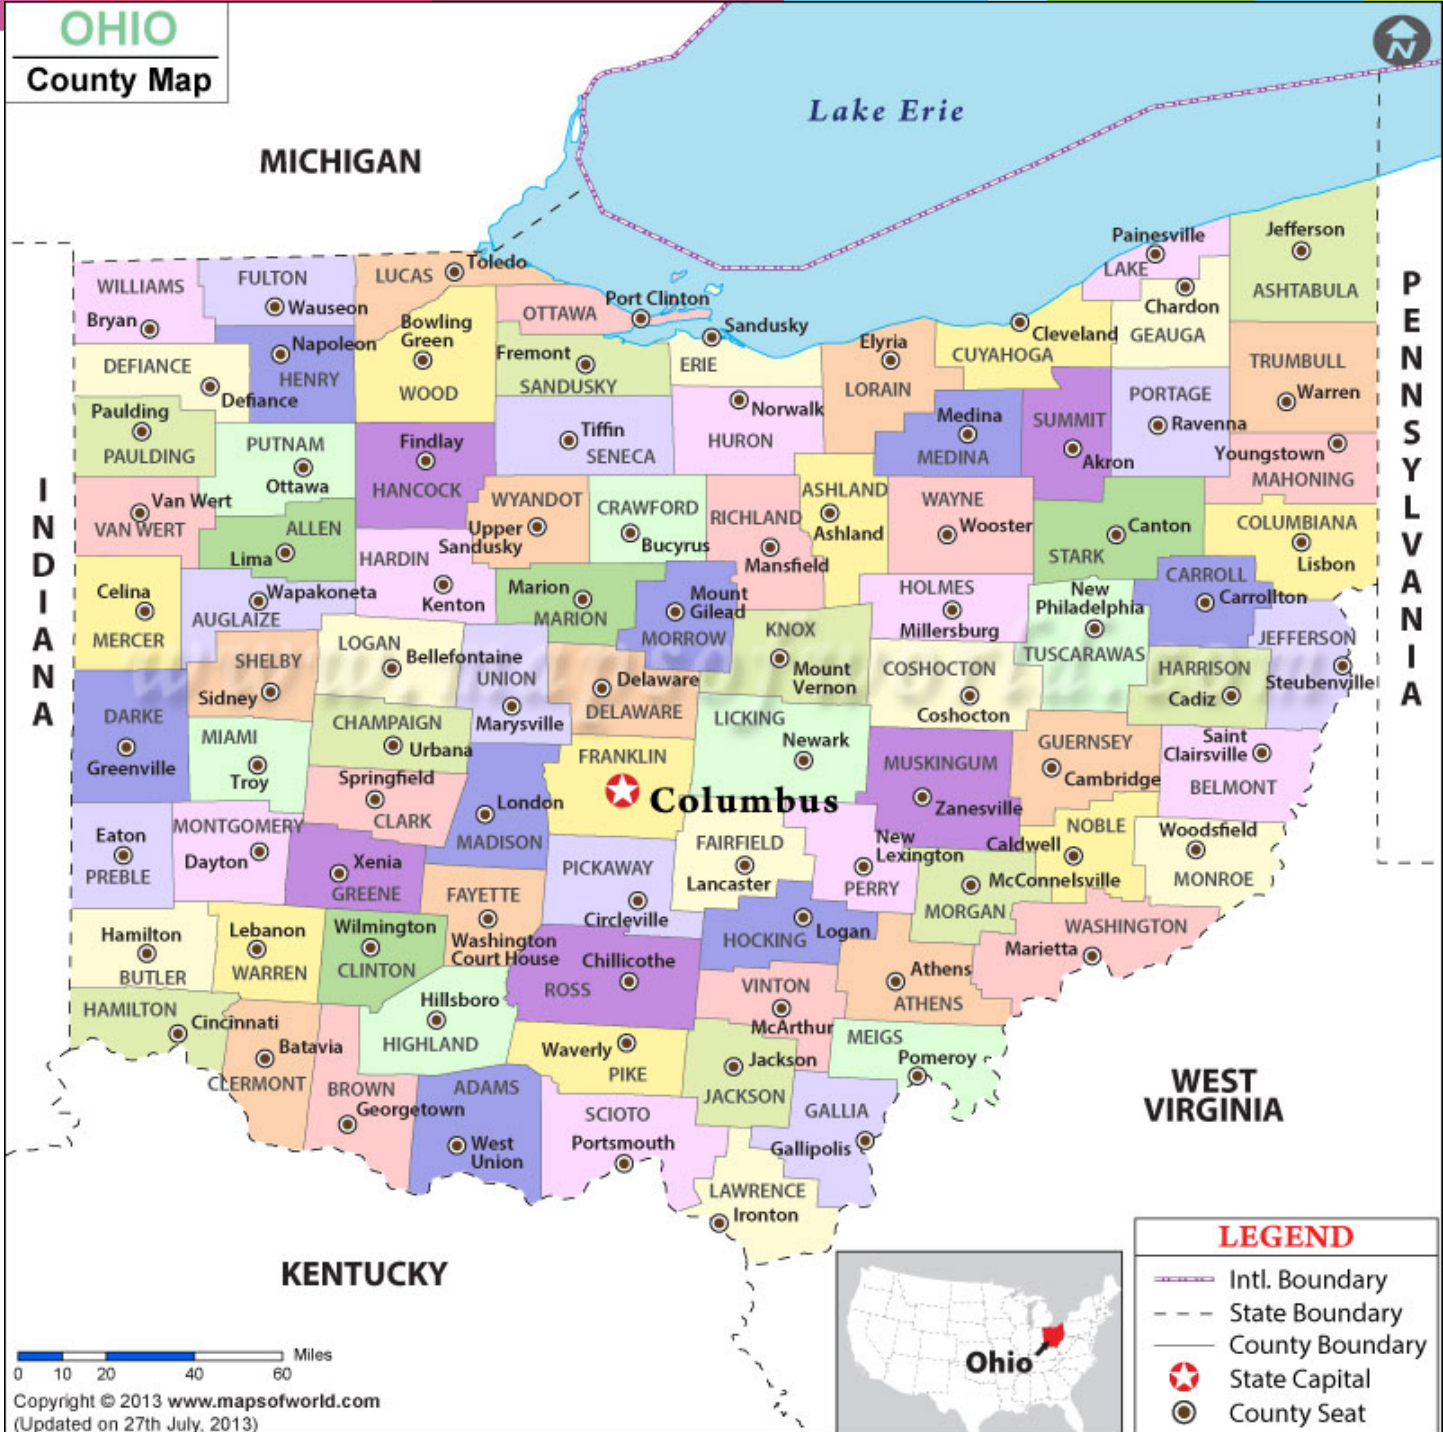 OHIO
County Map
MICHIGAN
Lake Erie
N
INDIANA
PENNSYLVANIA
WEST
VIRGINIA
KENTUCKY
WILLIAMS
Bryan
FULTON
Wauseon
LUCAS
Toledo
OTTAWA
Port Clinton
Sandusky
ERIE
Painesville
LAKE
Chardon
GEAUGA
Jefferson
ASHTABULA
DEFIANCE
Defiance
Napoleon
HENRY
Bowling
Green
WOOD
Fremont
SANDUSKY
Elyria
LORAIN
Cleveland
CUYAHOGA
TRUMBULL
Warren
Paulding
PAULDING
PUTNAM
Ottawa
Findlay
HANCOCK
Tiffin
SENECA
Norwalk
HURON
Medina
MEDINA
SUMMIT
Akron
PORTAGE
Ravenna
Youngstown
MAHONING
Van Wert
VAN WERT
ALLEN
Lima
WYANDOT
Upper
Sandusky
CRAWFORD
Bucyrus
RICHLAND
Mansfield
ASHLAND
Ashland
WAYNE
Wooster
Canton
STARK
COLUMBIANA
Lisbon
HARDIN
Kenton
Celina
MERCER
Wapakoneta
AUGLAIZE
Marion
MARION
Mount
Gilead
MORROW
KNOX
Mount
Vernon
HOLMES
Millersburg
New
Philadelphia
TUSCARAWAS
CARROLL
Carrollton
JEFFERSON
Steubenville
SHELBY
Sidney
LOGAN
Bellefontaine
UNION
Marysville
Delaware
DELAWARE
COSHOCTON
Coshocton
HARRISON
Cadiz
DARKE
Greenville
MIAMI
Troy
CHAMPAIGN
Urbana
FRANKLIN
Columbus
LICKING
Newark
MUSKINGUM
Zanesville
GUERNSEY
Cambridge
Saint
Clairsville
BELMONT
Springfield
CLARK
London
MADISON
Eaton
PREBLE
MONTGOMERY
Dayton
Xenia
GREENE
PICKAWAY
Circleville
FAIRFIELD
Lancaster
New
Lexington
PERRY
Caldwell
NOBLE
Woodsfield
MONROE
McConnelsville
MORGAN
FAYETTE
Washington
Court House
Hamilton
BUTLER
Lebanon
WARREN
Wilmington
CLINTON
Chillicothe
ROSS
HOCKING
Logan
Athens
ATHENS
WASHINGTON
Marietta
HAMILTON
Cincinnati
Batavia
CLERMONT
Hillsboro
HIGHLAND
Waverly
PIKE
VINTON
McArthur
MEIGS
Pomeroy
BROWN
Georgetown
ADAMS
West
Union
SCIOTO
Portsmouth
Jackson
JACKSON
GALLIA
Gallipolis
LAWRENCE
Ironton
www.mapsofworld.com
LEGEND
Intl. Boundary
State Boundary
County Boundary
State Capital
County Seat
Ohio
Miles
0 10 20 40 60
Copyright © 2013 www.mapsofworld.com
(Updated on 27th July, 2013)